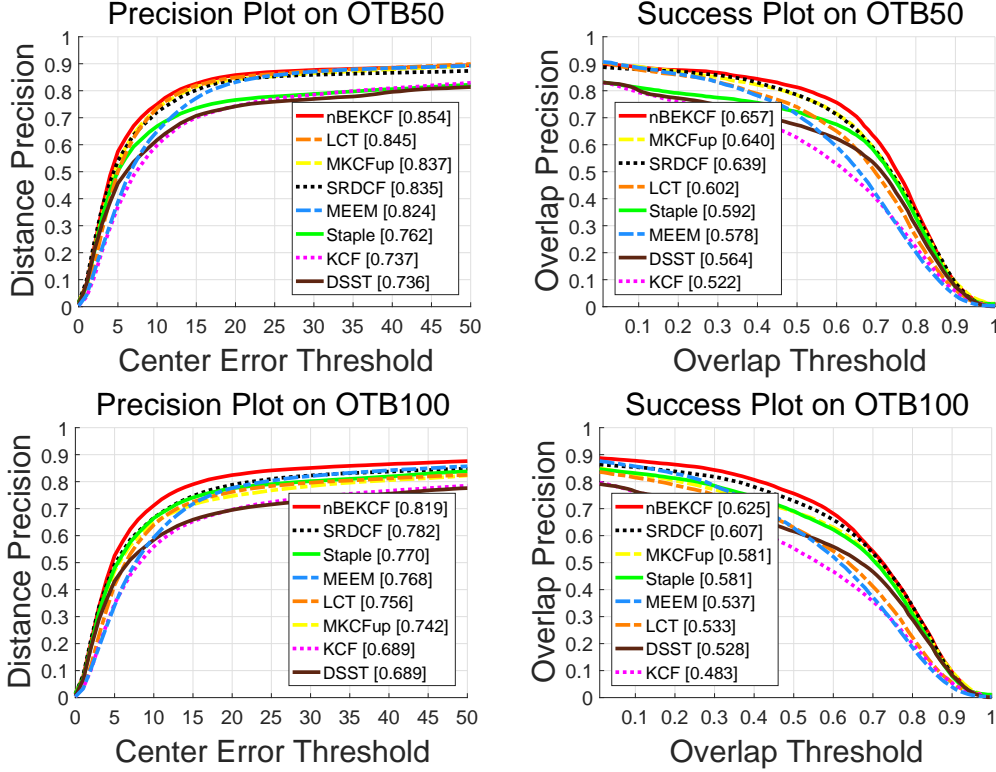 Precision Plot on OTB50
1
0.9
0.8
0.7
0.6
0.5
0.4
0.3
0.2
0.1
0
Distance Precision
nBEKCF [0.854]
LCT [0.845]
MKCFup [0.837]
SRDCF [0.835]
MEEM [0.824]
Staple [0.762]
KCF [0.737]
DSST [0.736]
0 5 10 15 20 25 30 35 40 45 50
Center Error Threshold
Success Plot on OTB50
1
0.9
0.8
0.7
0.6
0.5
0.4
0.3
0.2
0.1
0
Overlap Precision
nBEKCF [0.657]
MKCFup [0.640]
SRDCF [0.639]
LCT [0.602]
Staple [0.592]
MEEM [0.578]
DSST [0.564]
KCF [0.522]
0.1 0.2 0.3 0.4 0.5 0.6 0.7 0.8 0.9 1
Overlap Threshold
Precision Plot on OTB100
1
0.9
0.8
0.7
0.6
0.5
0.4
0.3
0.2
0.1
0
Distance Precision
nBEKCF [0.819]
SRDCF [0.782]
Staple [0.770]
MEEM [0.768]
LCT [0.756]
MKCFup [0.742]
KCF [0.689]
DSST [0.689]
0 5 10 15 20 25 30 35 40 45 50
Center Error Threshold
Success Plot on OTB100
1
0.9
0.8
0.7
0.6
0.5
0.4
0.3
0.2
0.1
0
Overlap Precision
nBEKCF [0.625]
SRDCF [0.607]
MKCFup [0.581]
Staple [0.581]
MEEM [0.537]
LCT [0.533]
DSST [0.528]
KCF [0.483]
0.1 0.2 0.3 0.4 0.5 0.6 0.7 0.8 0.9 1
Overlap Threshold